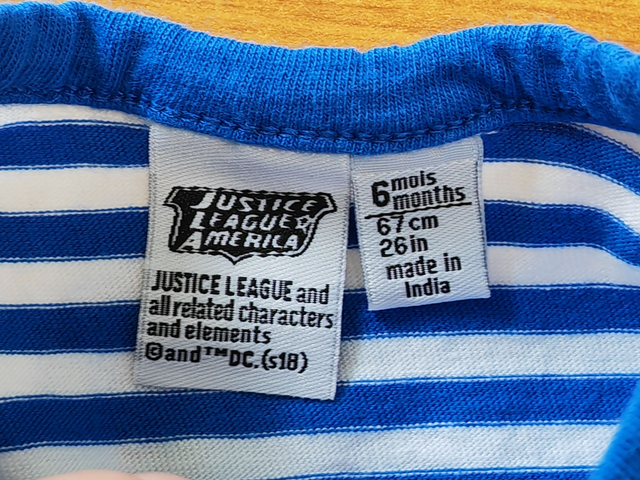 JUSTICE
LEAGUE
AMERICA
JUSTICE LEAGUE and
all related characters
and elements
©and™DC.(s18)
6 mois
months
67cm
26in
made in
India